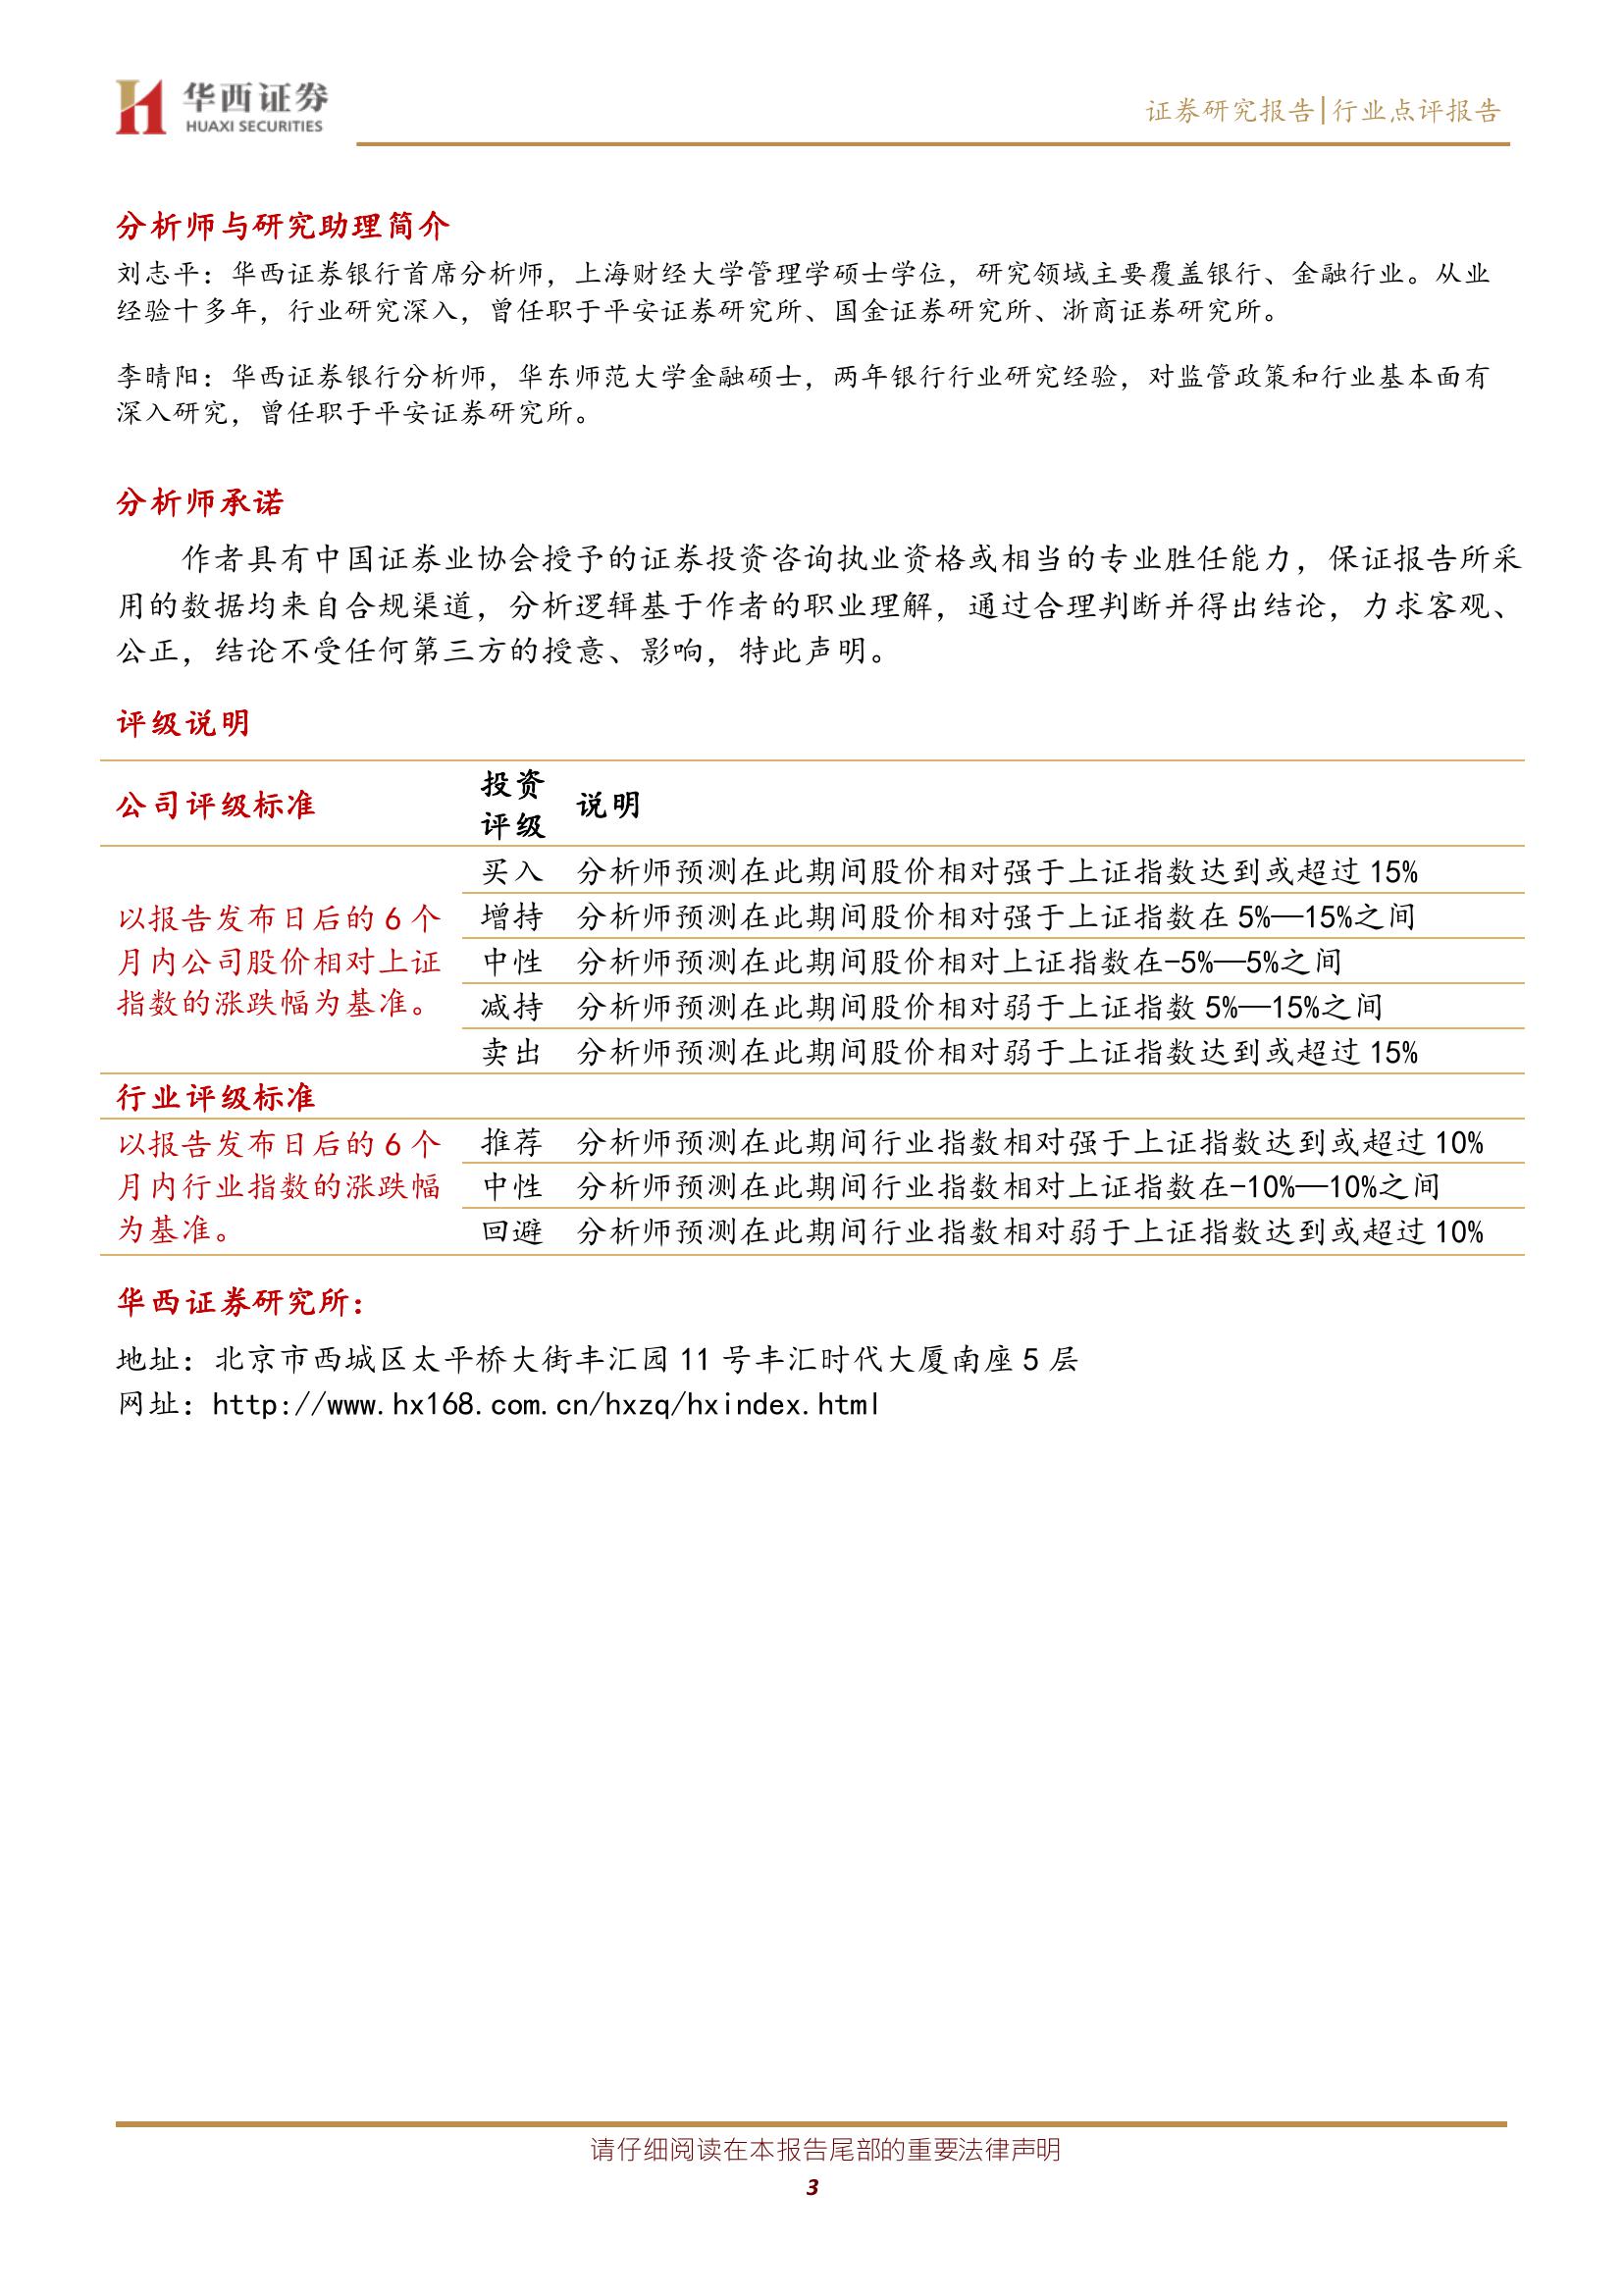 华西证券
HUAXI SECURITIES
证券研究报告|行业点评报告
分析师与研究助理简介
刘志平：华西证券银行首席分析师，上海财经大学管理学硕士学位，研究领域主要覆盖银行、金融行业。从业
经验十多年，行业研究深入，曾任职于平安证券研究所、国金证券研究所、浙商证券研究所。
李晴阳：华西证券银行分析师，华东师范大学金融硕士，两年银行行业研究经验，对监管政策和行业基本面有
深入研究，曾任职于平安证券研究所。
分析师承诺
作者具有中国证券业协会授予的证券投资咨询执业资格或相当的专业胜任能力，保证报告所采
用的数据均来自合规渠道，分析逻辑基于作者的职业理解，通过合理判断并得出结论，力求客观、
公正，结论不受任何第三方的授意、影响，特此声明。
评级说明
公司评级标准
投资
评级
说明
以报告发布日后的 6 个
月内公司股价相对上证
指数的涨跌幅为基准。
买入 分析师预测在此期间股价相对强于上证指数达到或超过 15%
增持 分析师预测在此期间股价相对强于上证指数在 5%—15%之间
中性 分析师预测在此期间股价相对上证指数在-5%—5%之间
减持 分析师预测在此期间股价相对弱于上证指数 5%—15%之间
卖出 分析师预测在此期间股价相对弱于上证指数达到或超过 15%
行业评级标准
以报告发布日后的 6 个
月内行业指数的涨跌幅
为基准。
推荐 分析师预测在此期间行业指数相对强于上证指数达到或超过 10%
中性 分析师预测在此期间行业指数相对上证指数在-10%—10%之间
回避 分析师预测在此期间行业指数相对弱于上证指数达到或超过 10%
华西证券研究所：
地址：北京市西城区太平桥大街丰汇园 11 号丰汇时代大厦南座 5 层
网址：http://www.hx168.com.cn/hxzq/hxindex.html
请仔细阅读在本报告尾部的重要法律声明
3